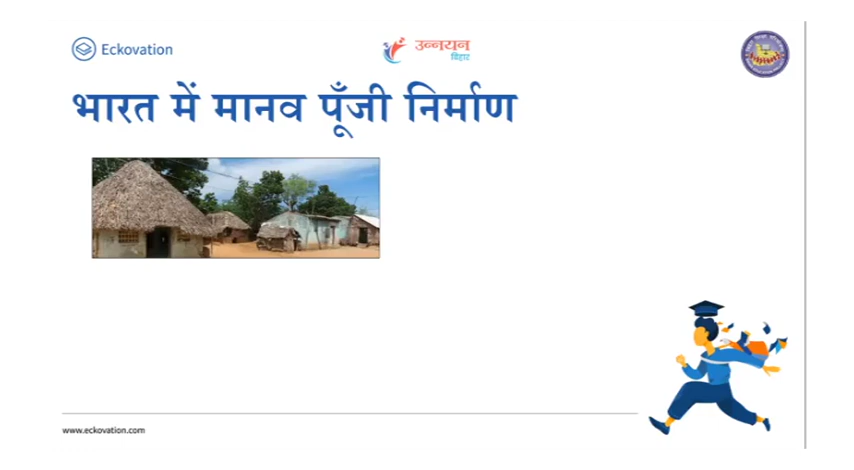 Eckovation
उन्नयन
बिहार
भारत में मानव पूँजी निर्माण
www.eckovation.com